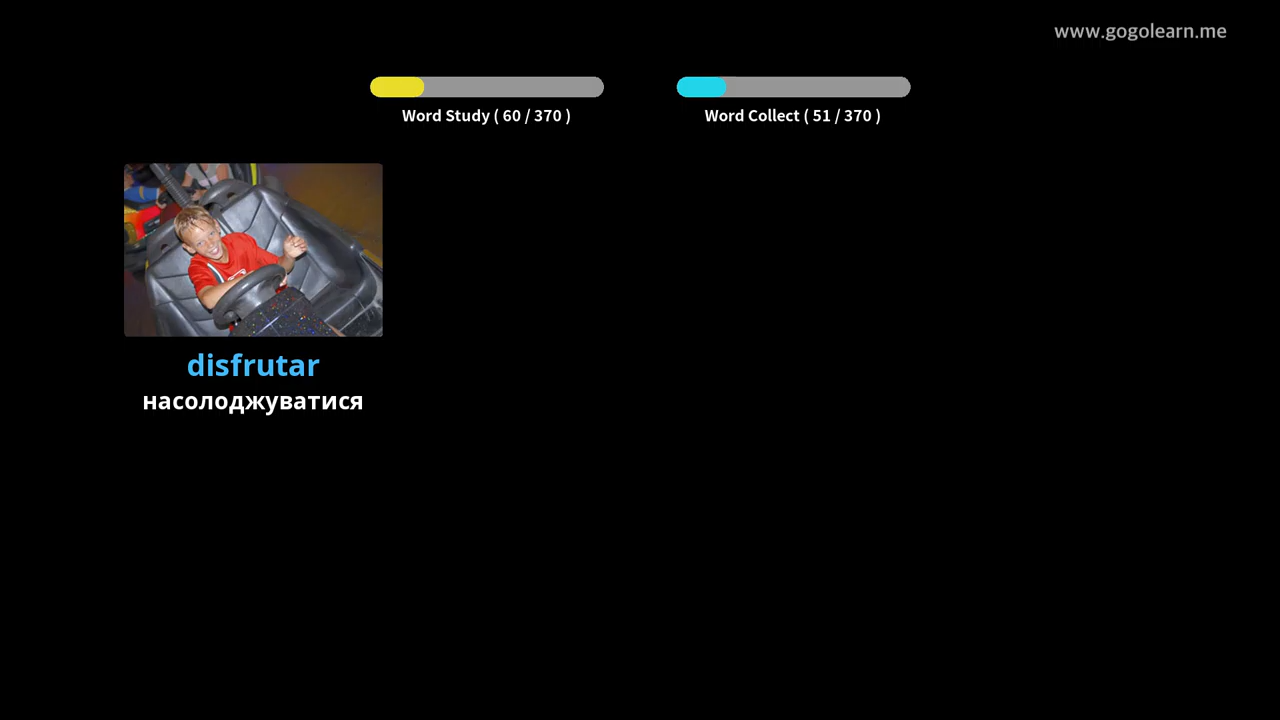 www.gogolearn.me
Word Study ( 60 / 370 )
Word Collect ( 51 / 370 )
disfrutar
насолоджуватися